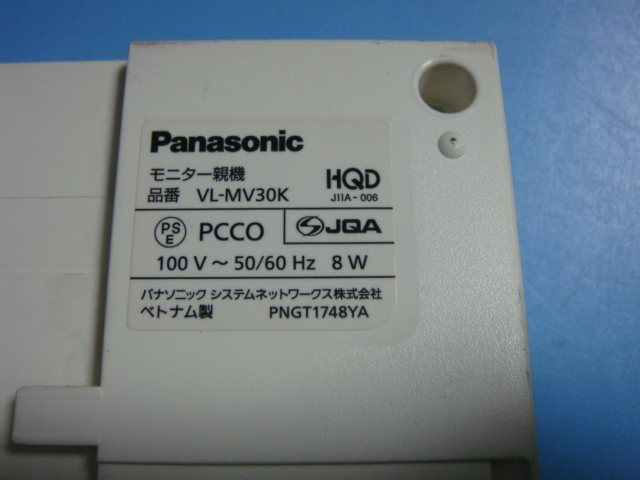 Panasonic
モニター親機
品番 VL-MV30K
HQD
JIIA-006
PS E PCCO
JQA
100 V ～ 50/60 Hz 8 W
パナソニック システムネットワークス株式会社
ベトナム製 PNGT1748YA